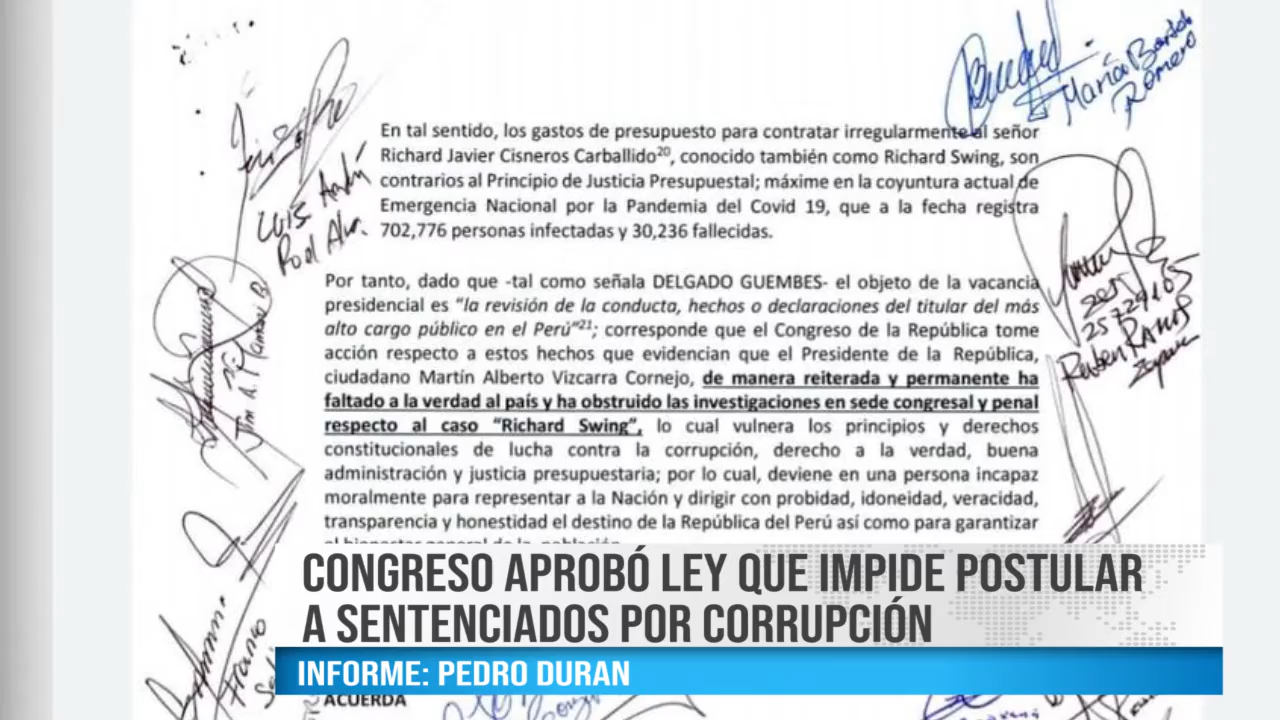 María Bartolo
Romero
En tal sentido, los gastos de presupuesto para contratar irregularmente al señor
Richard Javier Cisneros Carballido20, conocido también como Richard Swing, son
contrarios al Principio de Justicia Presupuestal; máxime en la coyuntura actual de
Emergencia Nacional por la Pandemia del Covid 19, que a la fecha registra
702,776 personas infectadas y 30,236 fallecidas.
LUIS
Por tanto, dado que -tal como señala DELGADO GUEMBES- el objeto de la vacancia
presidencial es "la revisión de la conducta, hechos o declaraciones del titular del más
alto cargo público en el Perú"21; corresponde que el Congreso de la República tome
acción respecto a estos hechos que evidencian que el Presidente de la República,
ciudadano Martín Alberto Vizcarra Cornejo, de manera reiterada y permanente ha
faltado a la verdad al país y ha obstruido las investigaciones en sede congresal y penal
respecto al caso "Richard Swing", lo cual vulnera los principios y derechos
constitucionales de lucha contra la corrupción, derecho a la verdad, buena
administración y justicia presupuestaria; por lo cual, deviene en una persona incapaz
moralmente para representar a la Nación y dirigir con probidad, idoneidad, veracidad,
transparencia y honestidad el destino de la República del Perú así como para garantizar
25729165
Ruben RAMOS
CONGRESO APROBÓ LEY QUE IMPIDE POSTULAR
A SENTENCIADOS POR CORRUPCIÓN
INFORME: PEDRO DURAN
ACUERDA